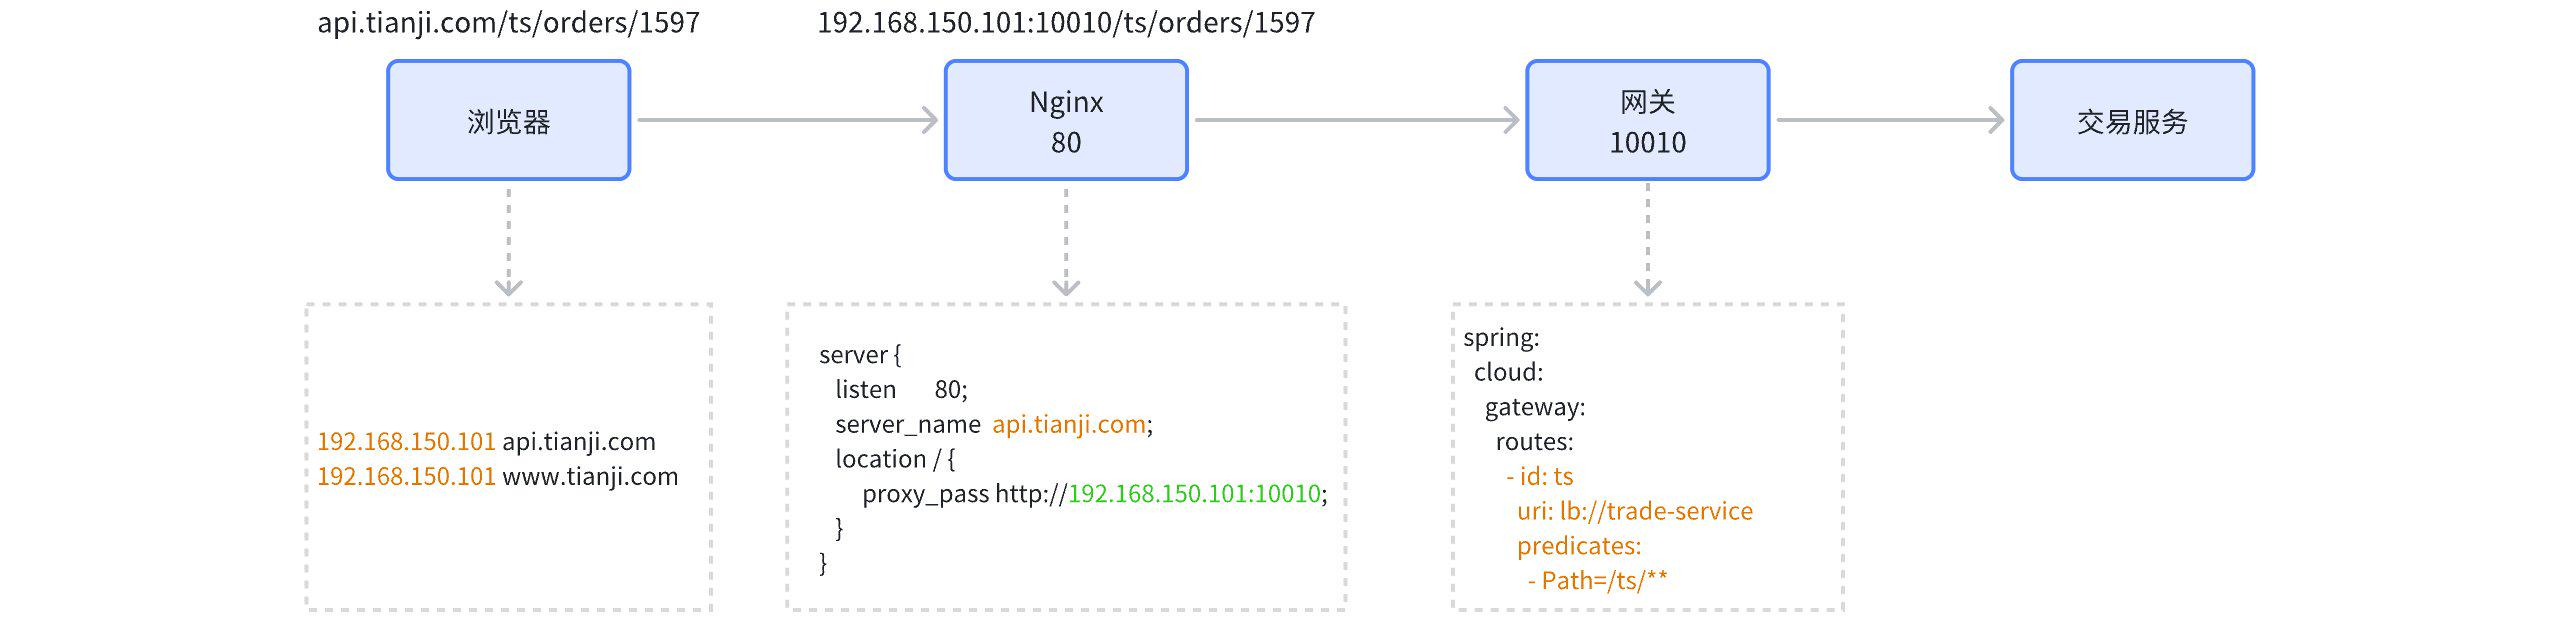 api.tianji.com/ts/orders/1597
192.168.150.101:10010/ts/orders/1597
浏览器
Nginx
80
网关
10010
交易服务
192.168.150.101 api.tianji.com
192.168.150.101 www.tianji.com
server {
listen 80;
server_name api.tianji.com;
location / {
proxy_pass http://192.168.150.101:10010;
}
}
spring:
cloud:
gateway:
routes:
- id: ts
uri: lb://trade-service
predicates:
- Path=/ts/**